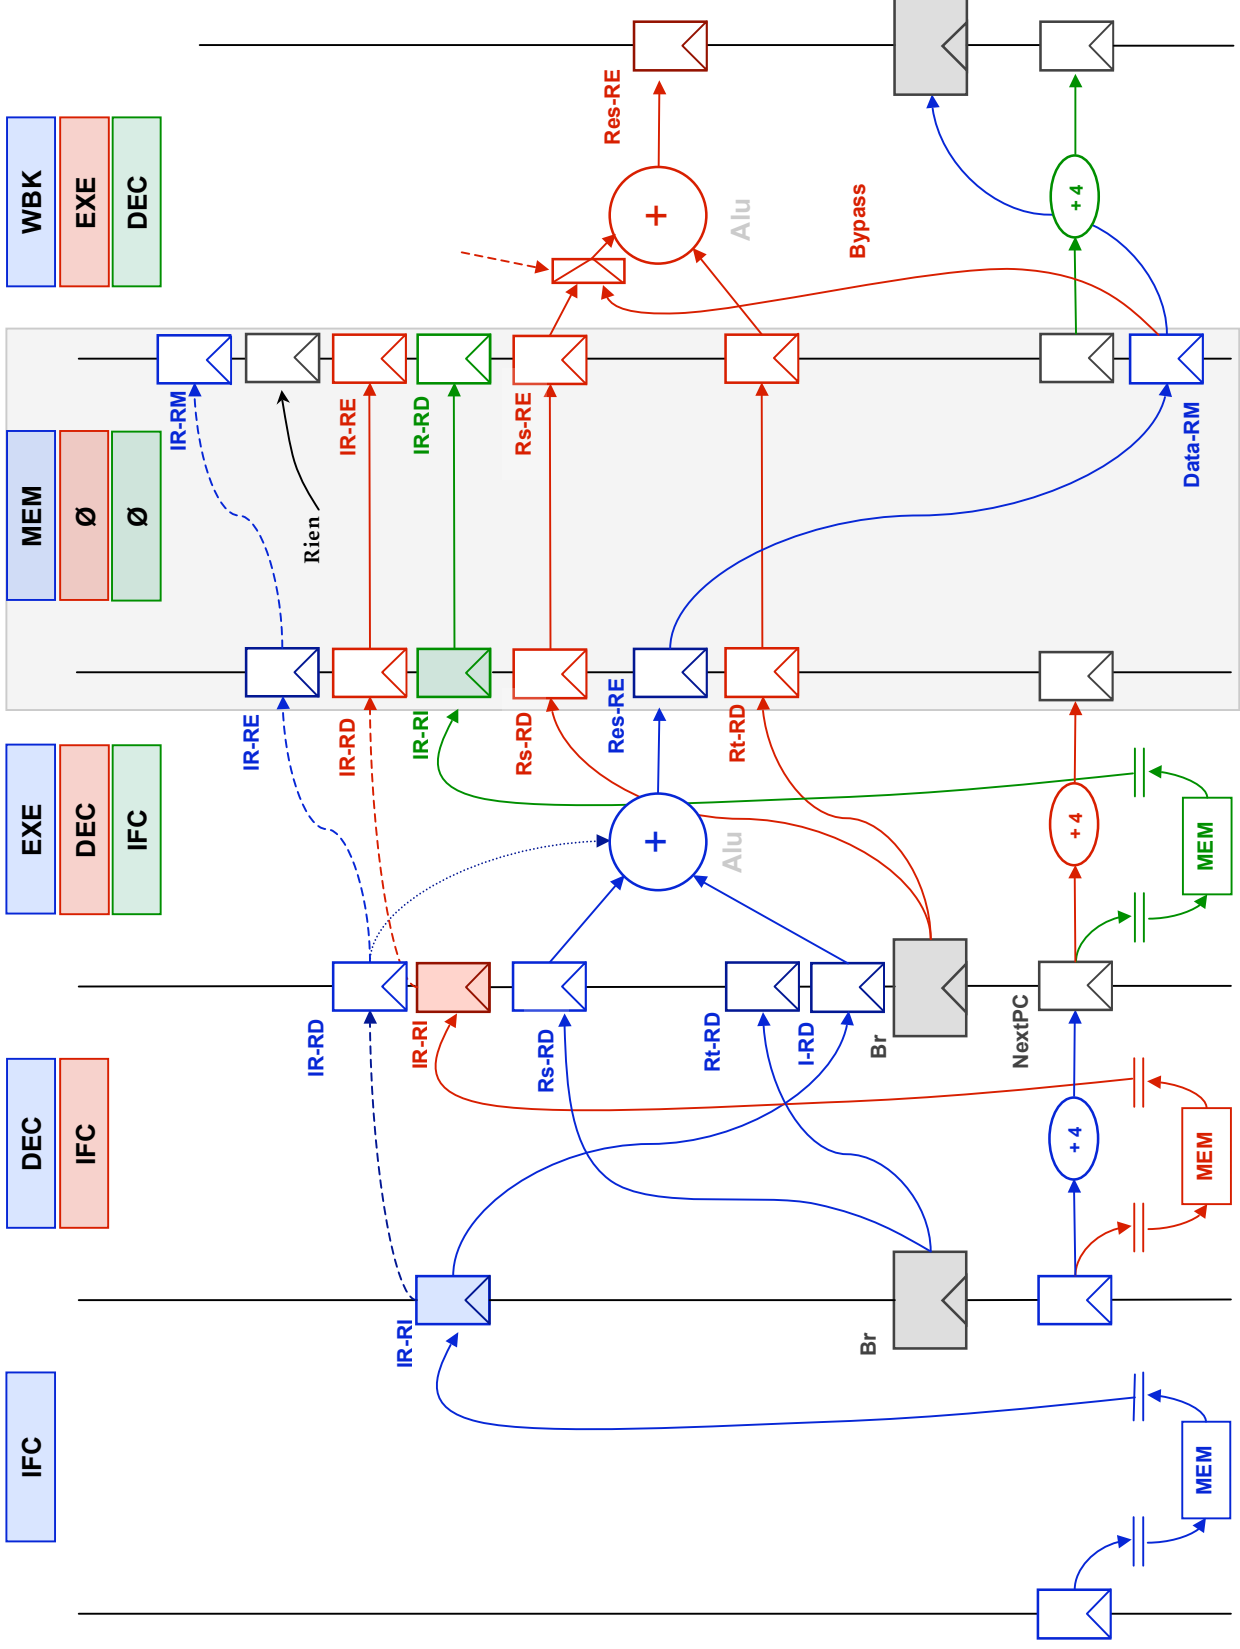 IFC
DEC
EXE
MEM
WBK
IFC
DEC
Ø
EXE
IFC
Ø
DEC
IR-RM
IR-RE
Rien
IR-RD
IR-RD
IR-RE
IR-RI
IR-RI
IR-RI
IR-RD
Rs-RD
Rs-RD
Rs-RE
Res-RE
Res-RE
+
+
Rt-RD
Rt-RD
Alu
Alu
I-RD
Bypass
Br
Br
NextPC
+ 4
+ 4
+ 4
Data-RM
MEM
MEM
MEM